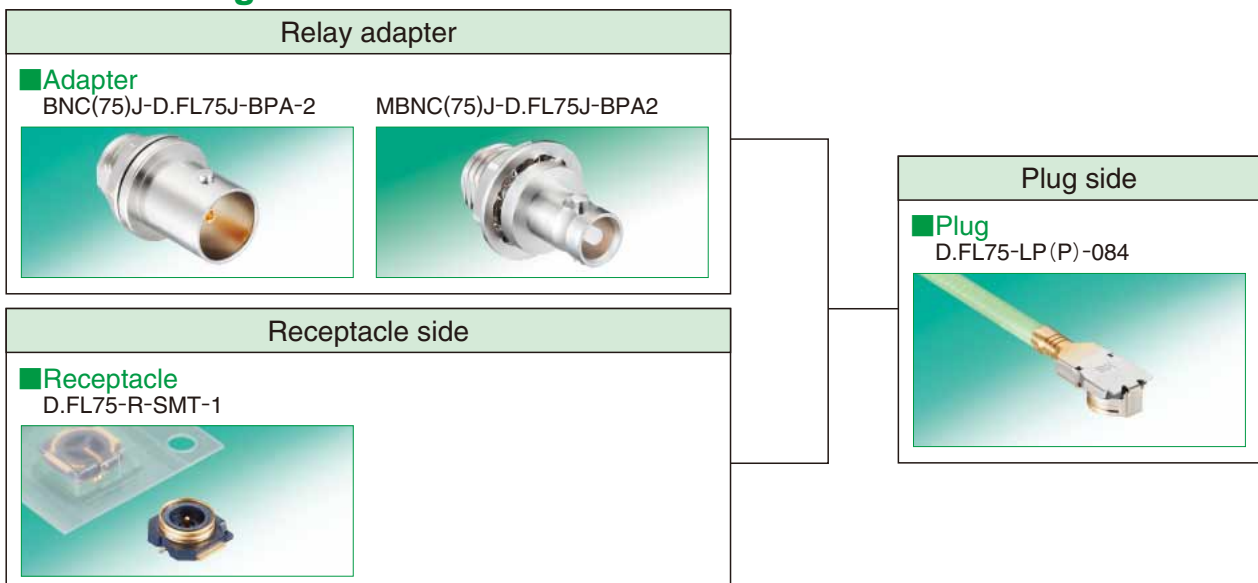 Relay adapter
■Adapter
BNC(75)J-D.FL75J-BPA-2
MBNC(75)J-D.FL75J-BPA2
Plug side
■Plug
D.FL75-LP(P)-084
Receptacle side
■Receptacle
D.FL75-R-SMT-1